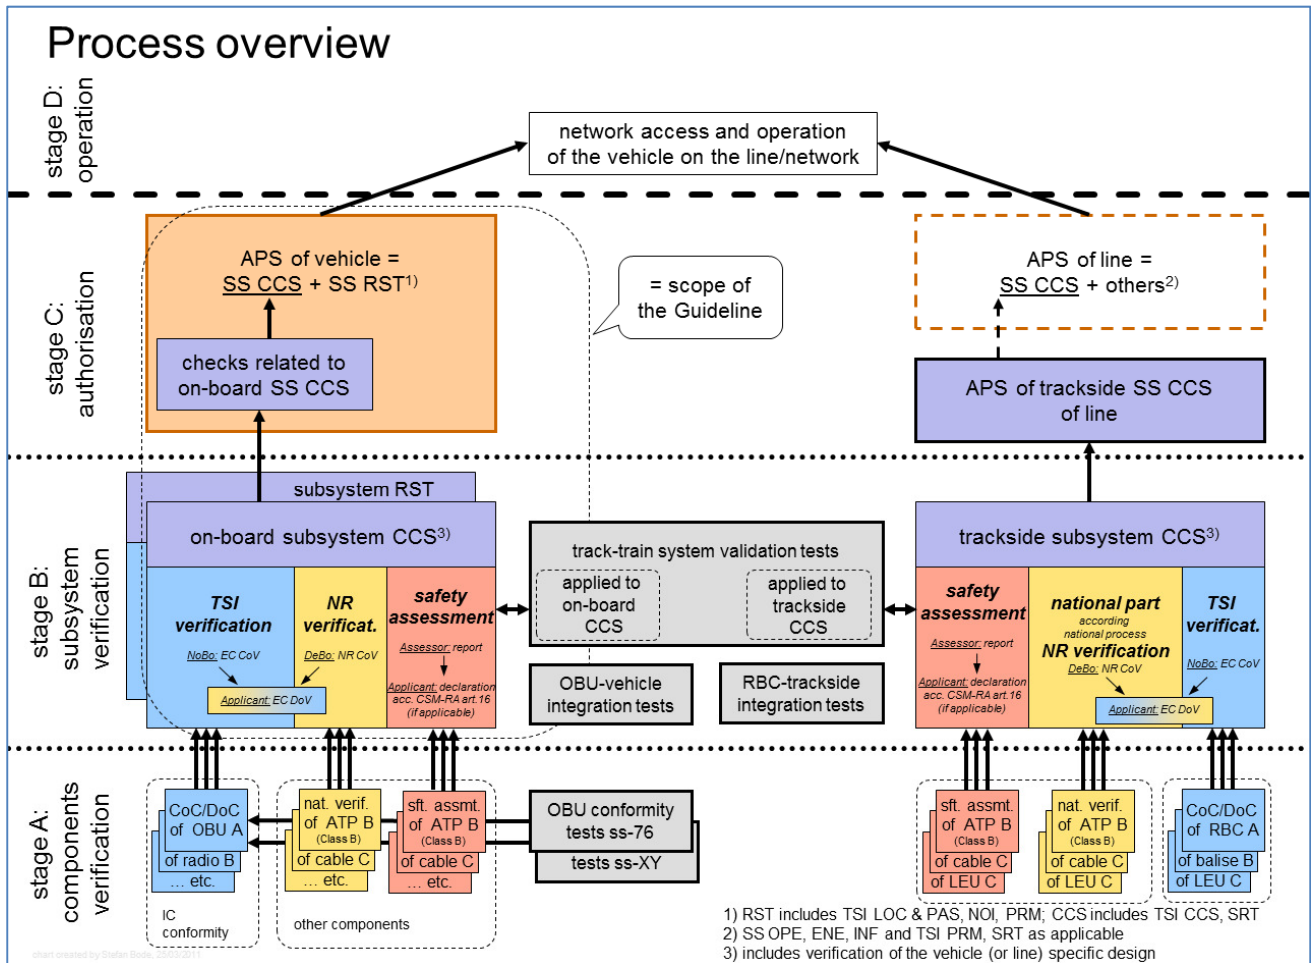 Process overview
stage D:
operation
network access and operation
of the vehicle on the line/network
stage C:
authorisation
APS of vehicle =
SS CCS + SS RST1)
checks related to
on-board SS CCS
= scope of
the Guideline
APS of line =
SS CCS + others2)
APS of trackside SS CCS
of line
stage B:
subsystem
verification
subsystem RST
on-board subsystem CCS3)
TSI
verification
NoBo: EC CoV
NR
verificat.
DeBo: NR CoV
Applicant: EC DoV
safety
assessment
Assessor: report
Applicant: declaration
acc. CSM-RA art.16
(if applicable)
track-train system validation tests
applied to
on-board
CCS
applied to
trackside
CCS
OBU-vehicle
integration tests
RBC-trackside
integration tests
trackside subsystem CCS3)
safety
assessment
Assessor: report
Applicant: declaration
acc. CSM-RA art.16
(if applicable)
national part
according
national process
NR verification
DeBo: NR CoV
TSI
verificat.
NoBo: EC CoV
Applicant: EC DoV
stage A:
components
verification
CoC/DoC
of OBU A
of radio B
... etc.
IC
conformity
nat. verif.
of ATP B
(Class B)
of cable C
... etc.
sft. assmt.
of ATP B
(Class B)
of cable C
... etc.
other components
OBU conformity
tests ss-76
tests ss-XY
sft. assmt.
of ATP B
(Class B)
of cable C
of LEU C
nat. verif.
of ATP B
(Class B)
of cable C
of LEU C
CoC/DoC
of RBC A
of balise B
of LEU C
1) RST includes TSI LOC & PAS, NOI, PRM; CCS includes TSI CCS, SRT
2) SS OPE, ENE, INF and TSI PRM, SRT as applicable
3) includes verification of the vehicle (or line) specific design
chart created by Stefan Bode, 25/03/2011